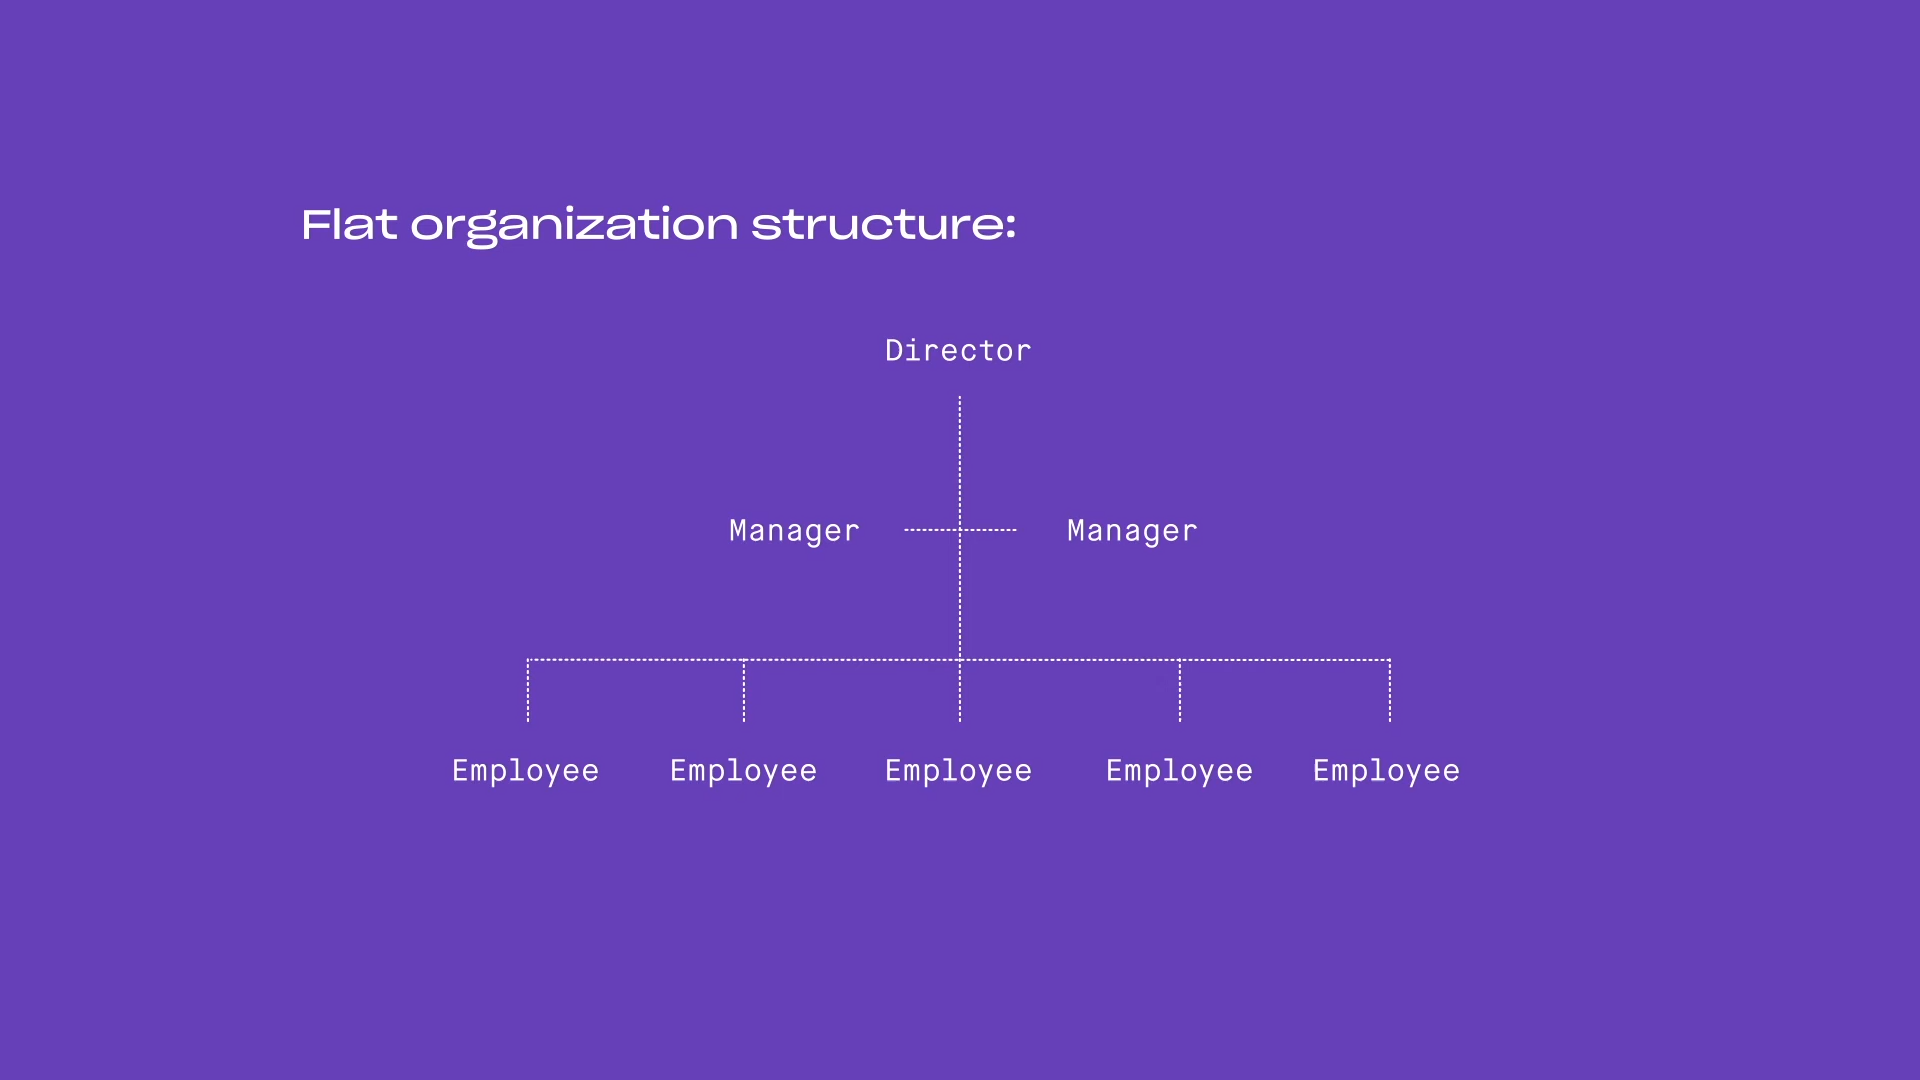 Flat organization structure:
Director
Manager Manager
Employee Employee Employee Employee Employee